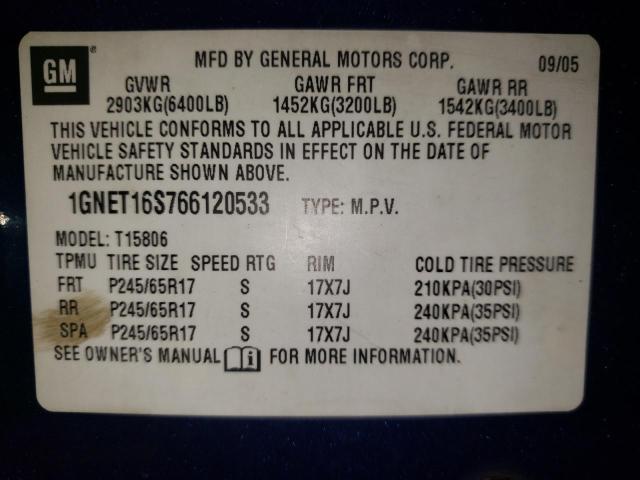 GM®
MFD BY GENERAL MOTORS CORP. 09/05
GVWR GAWR FRT GAWR RR
2903KG(6400LB) 1452KG(3200LB) 1542KG(3400LB)
THIS VEHICLE CONFORMS TO ALL APPLICABLE U.S. FEDERAL MOTOR
VEHICLE SAFETY STANDARDS IN EFFECT ON THE DATE OF
MANUFACTURE SHOWN ABOVE.
1GNET16S766120533 TYPE: M.P.V.
MODEL: T15806
TPMU TIRE SIZE SPEED RTG RIM COLD TIRE PRESSURE
FRT P245/65R17 S 17X7J 210KPA(30PSI)
RR P245/65R17 S 17X7J 240KPA(35PSI)
SPA P245/65R17 S 17X7J 240KPA(35PSI)
SEE OWNER'S MANUAL FOR MORE INFORMATION.